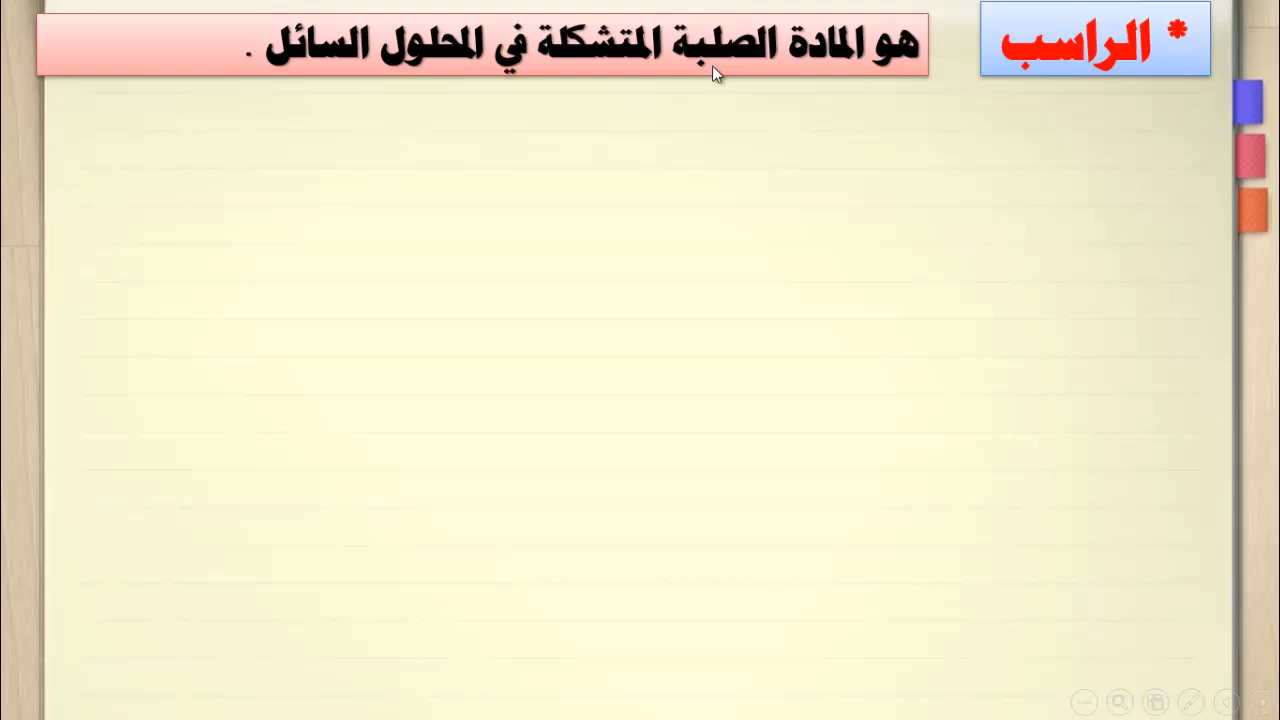 * الراسب
هو المادة الصلبة المتشكلة في المحلول السائل .